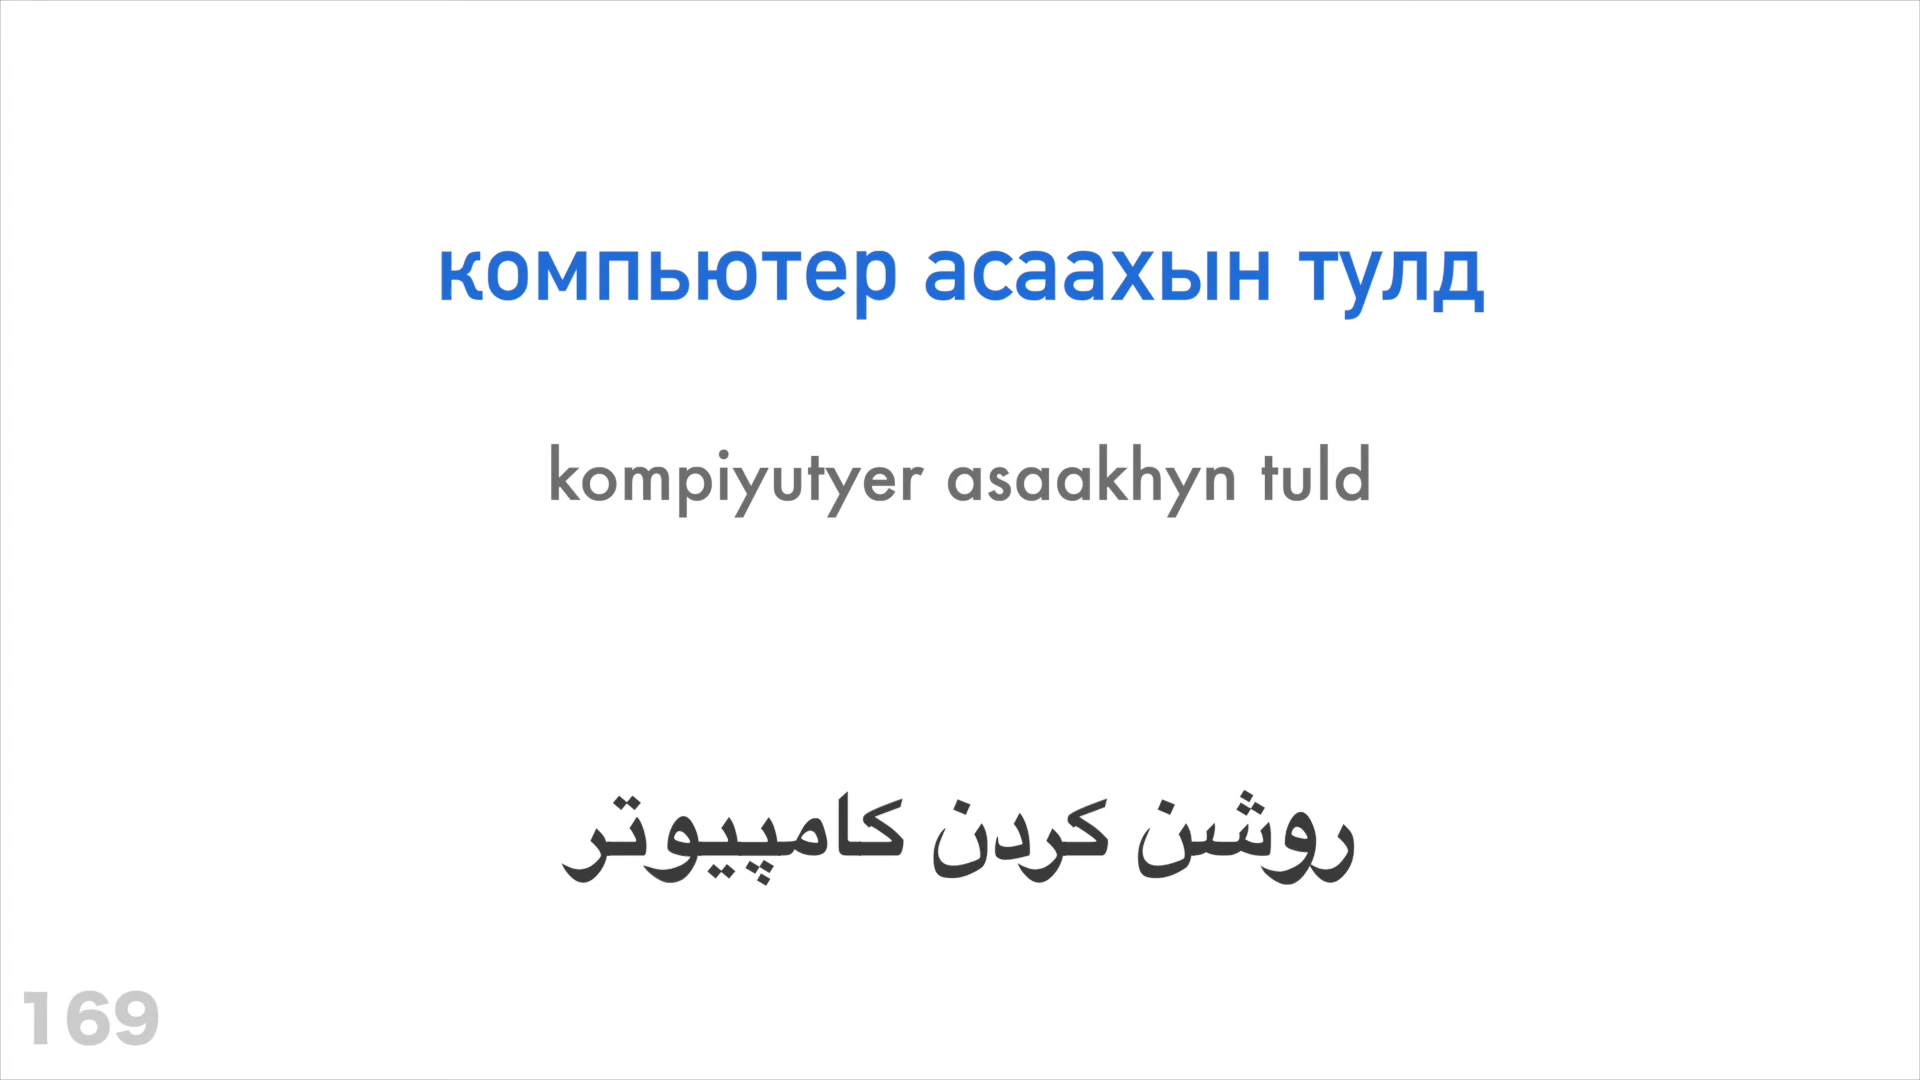 компьютер асаахын тулд
kompiyutyer asaakhyn tuld
روشن کردن کامپیوتر
169